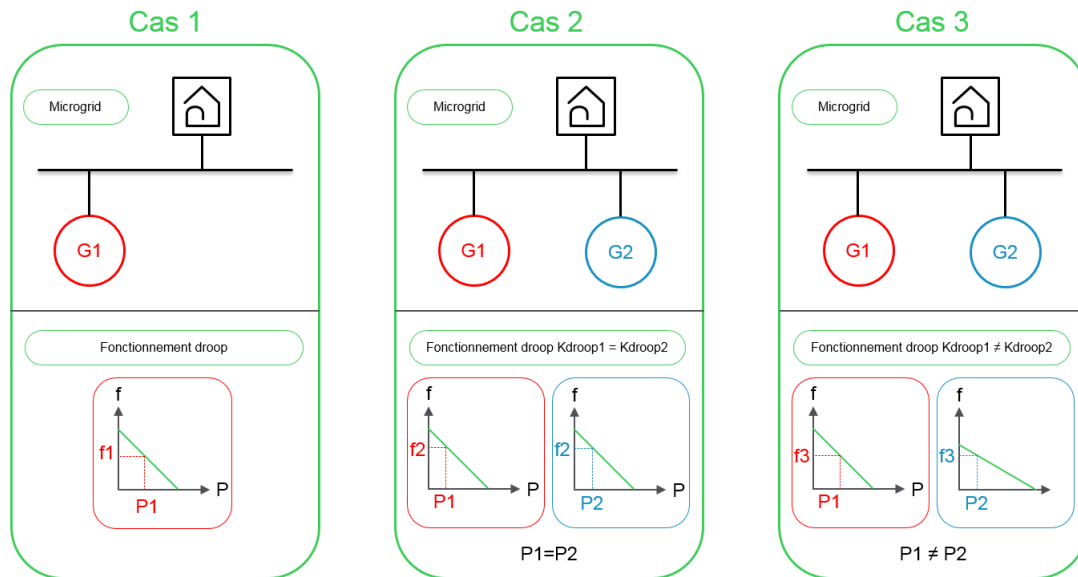 Cas 1
Microgrid
G1
Fonctionnement droop
f
f1
P
P1
Cas 2
Microgrid
G1
G2
Fonctionnement droop Kdroop1 = Kdroop2
f
f2
P
P1
f
f2
P
P2
P1=P2
Cas 3
Microgrid
G1
G2
Fonctionnement droop Kdroop1 ≠ Kdroop2
f
f3
P
P1
f
f3
P
P2
P1 ≠ P2